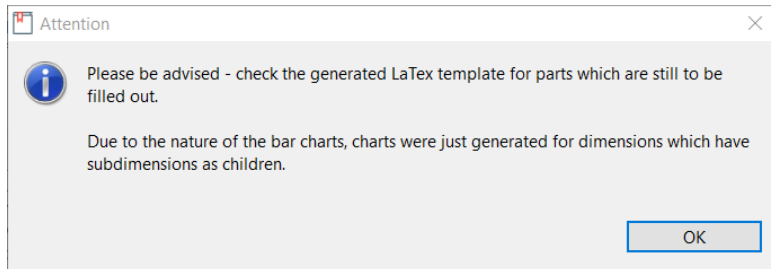 Attention
Please be advised - check the generated LaTex template for parts which are still to be
filled out.
Due to the nature of the bar charts, charts were just generated for dimensions which have
subdimensions as children.
OK